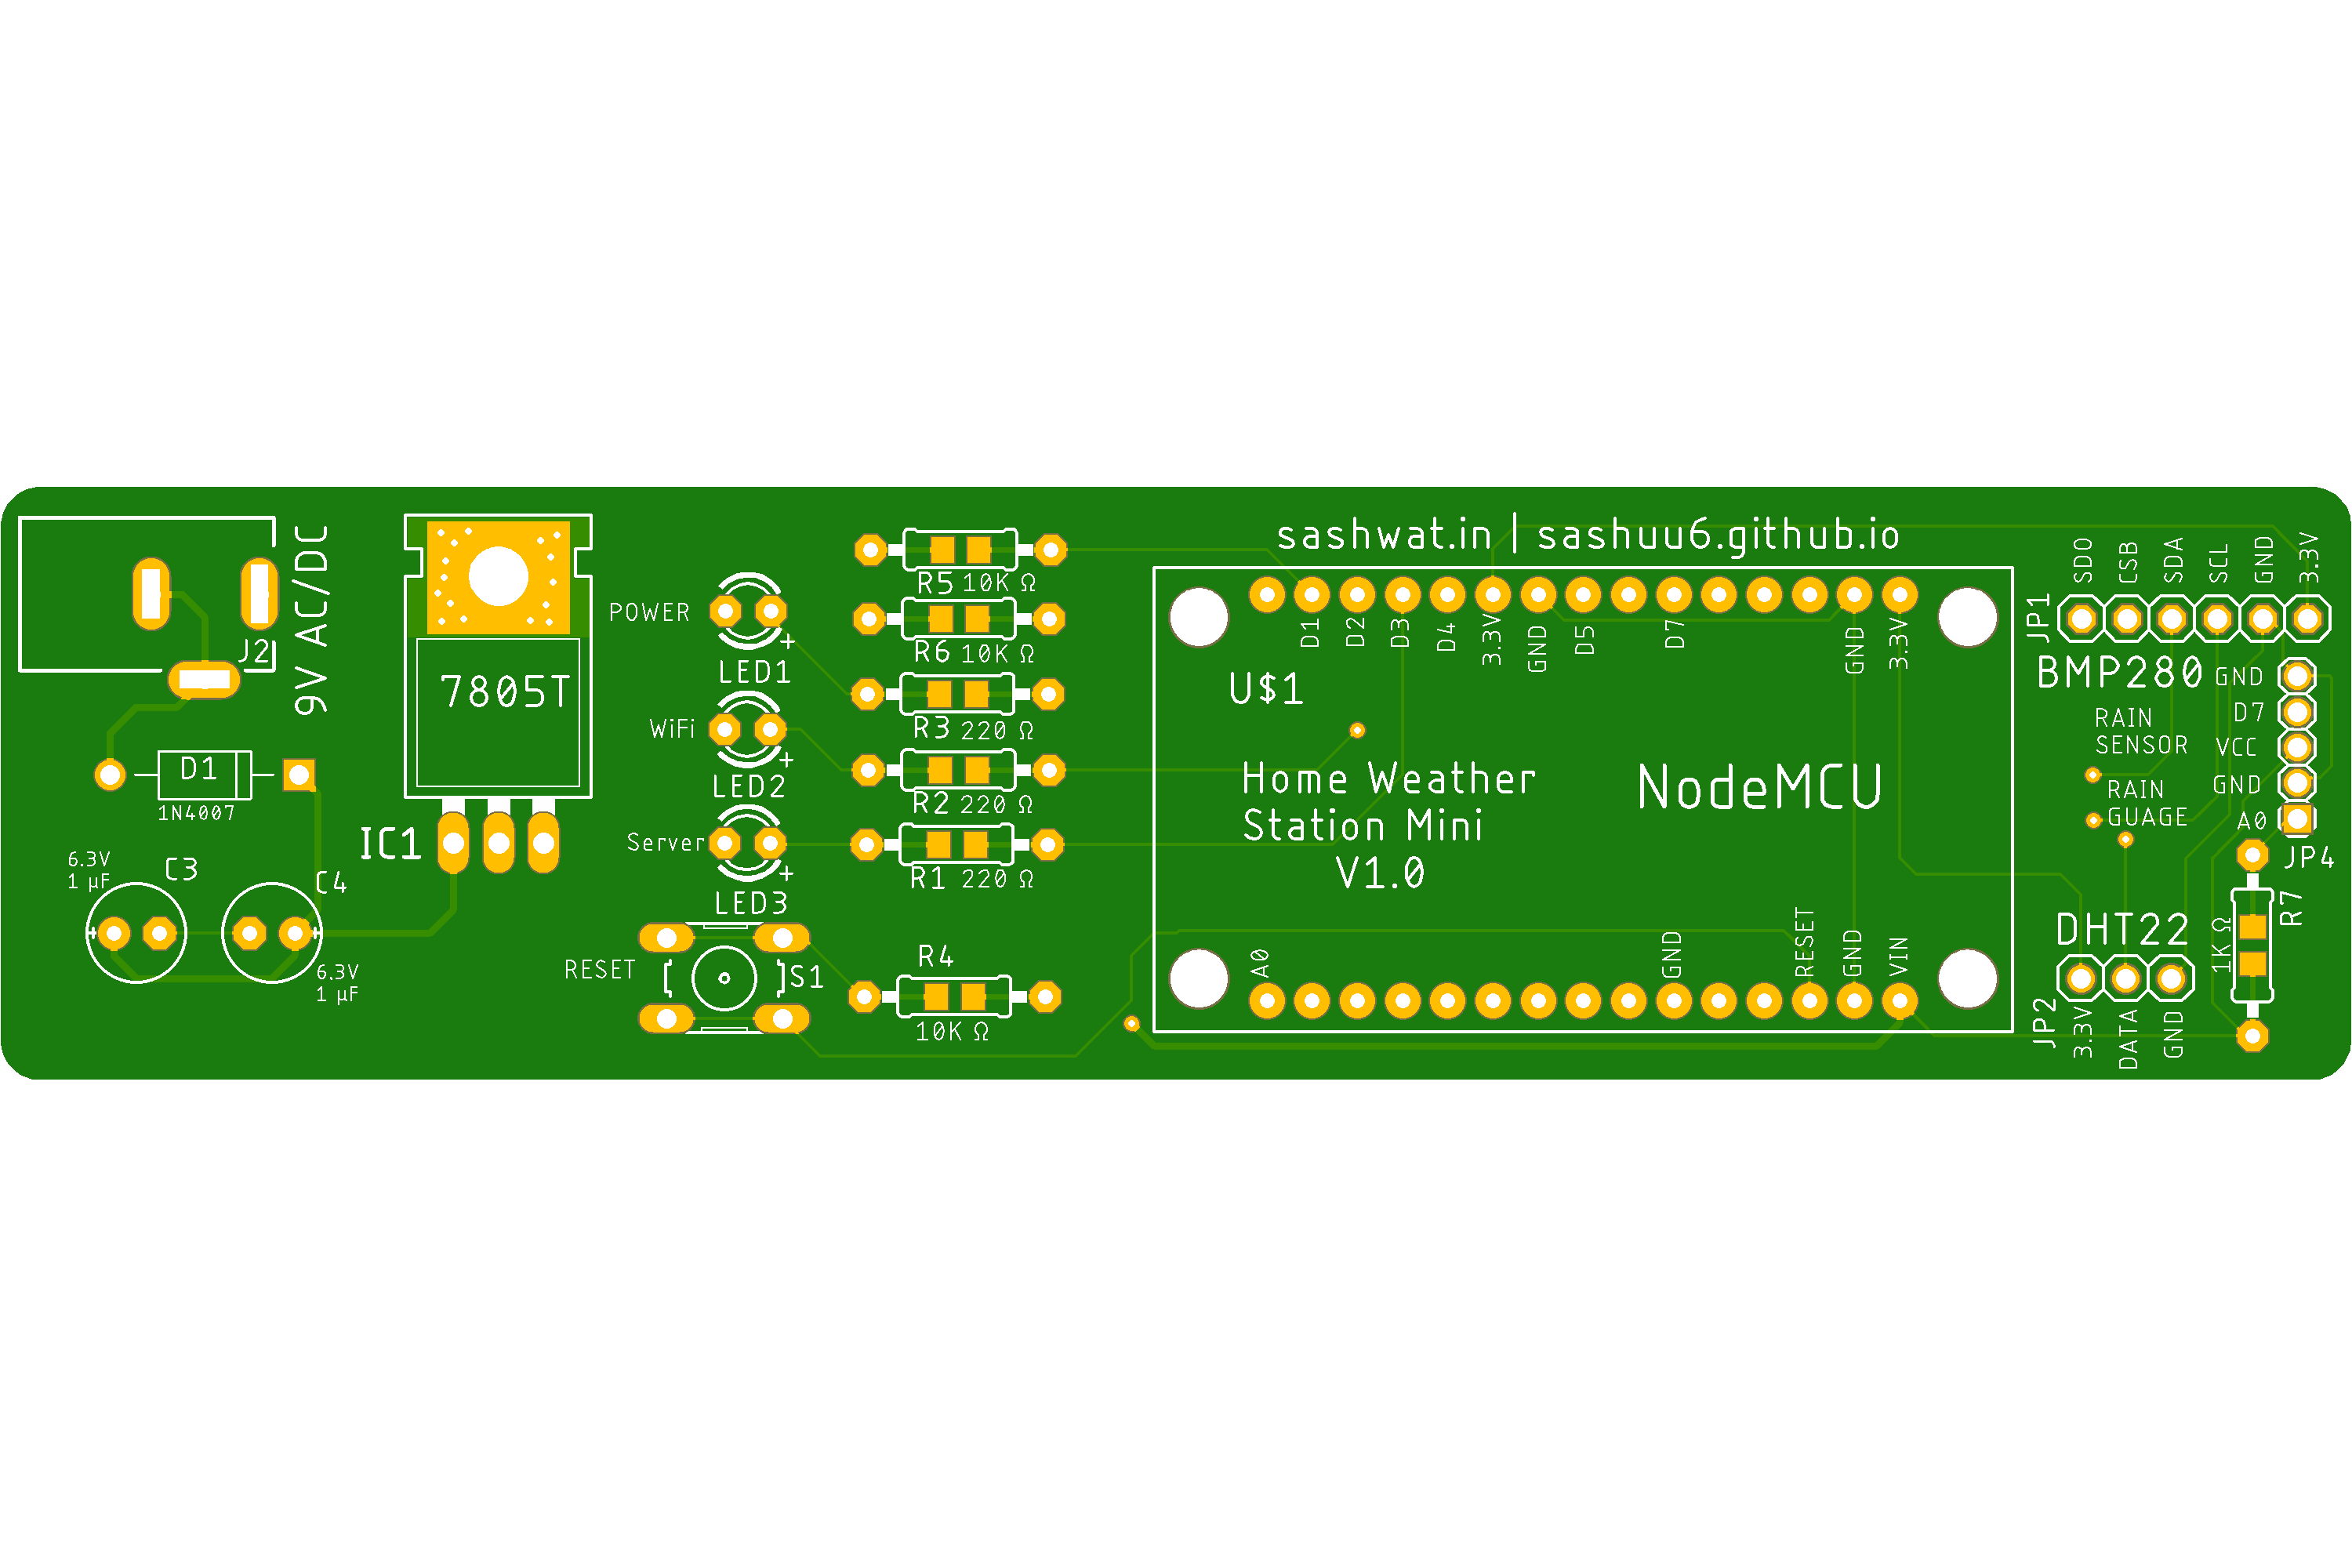 sashwat.in | sashuu6.github.io
9V AC/DC
J2
7805T
IC1
D1
1N4007
6.3V
1 µF
C3
C4
6.3V
1 µF
POWER
LED1
WiFi
LED2
Server
LED3
RESET
S1
R5 10K Ω
R6 10K Ω
R3 220 Ω
R2 220 Ω
R1 220 Ω
R4
10K Ω
D1
D2
D3
D4
3.3V
GND
D5
D7
GND
3.3V
U$1
Home Weather
Station Mini
V1.0
NodeMCU
A0
GND
RESET
GND
VIN
SDO
CSB
SDA
SCL
GND
3.3V
JP1
BMP280
GND
D7
VCC
GND
A0
RAIN
SENSOR
RAIN
GUAGE
JP4
DHT22
JP2
3.3V
DATA
GND
1K Ω
R7